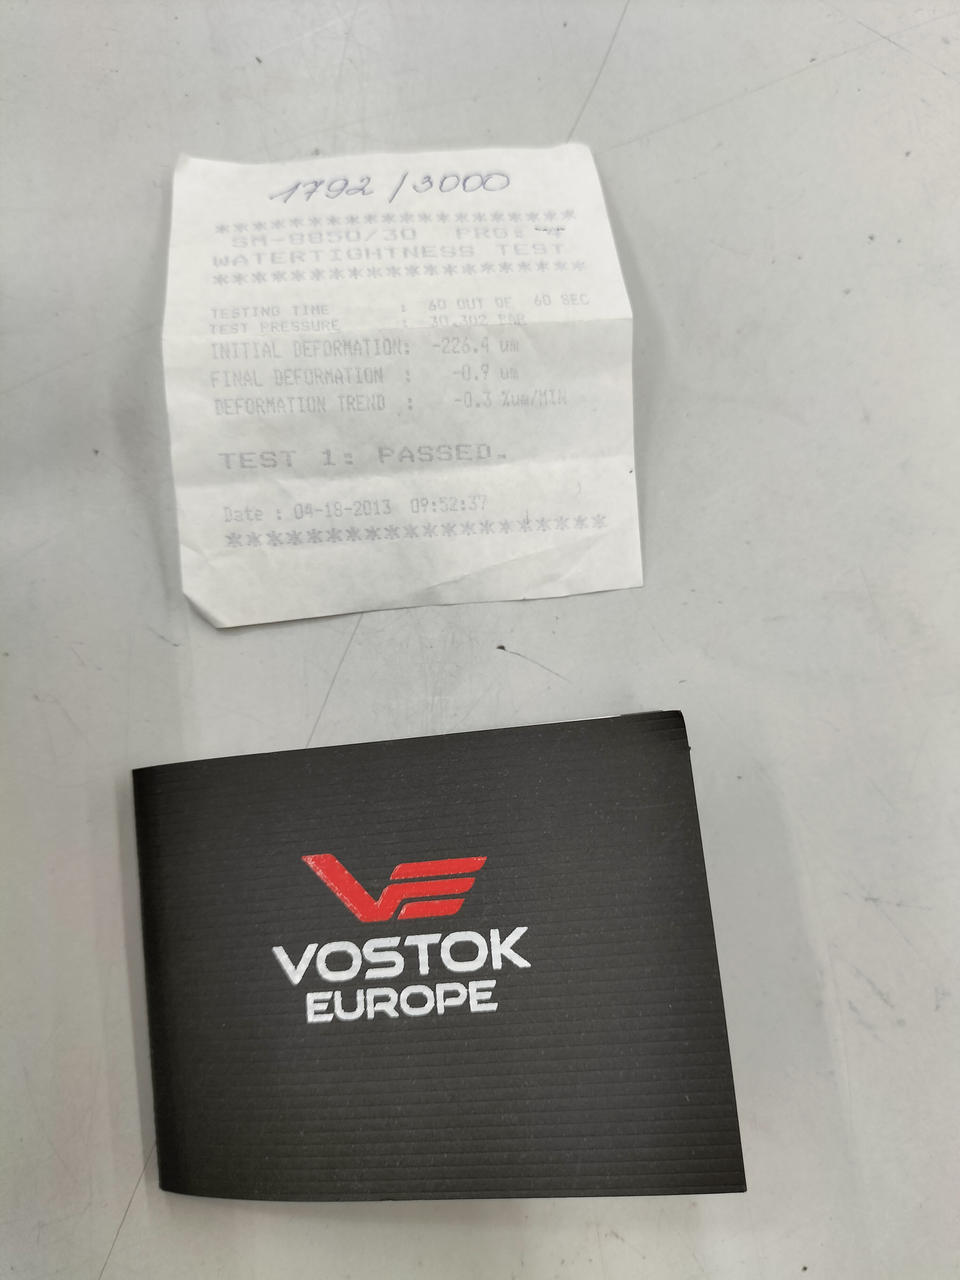 1792/3000
********************
SM-8850/30 PRG:
WATERTIGHTNESS TEST
********************
TESTING TIME : 60 OUT OF 60 SEC
TEST PRESSURE : 30.302 BAR
INITIAL DEFORMATION: -226.4 um
FINAL DEFORMATION : -0.9 um
DEFORMATION TREND : -0.3 %um/MIN
TEST 1: PASSED.
Date : 04-18-2013 09:52:37
********************
VE
VOSTOK
EUROPE